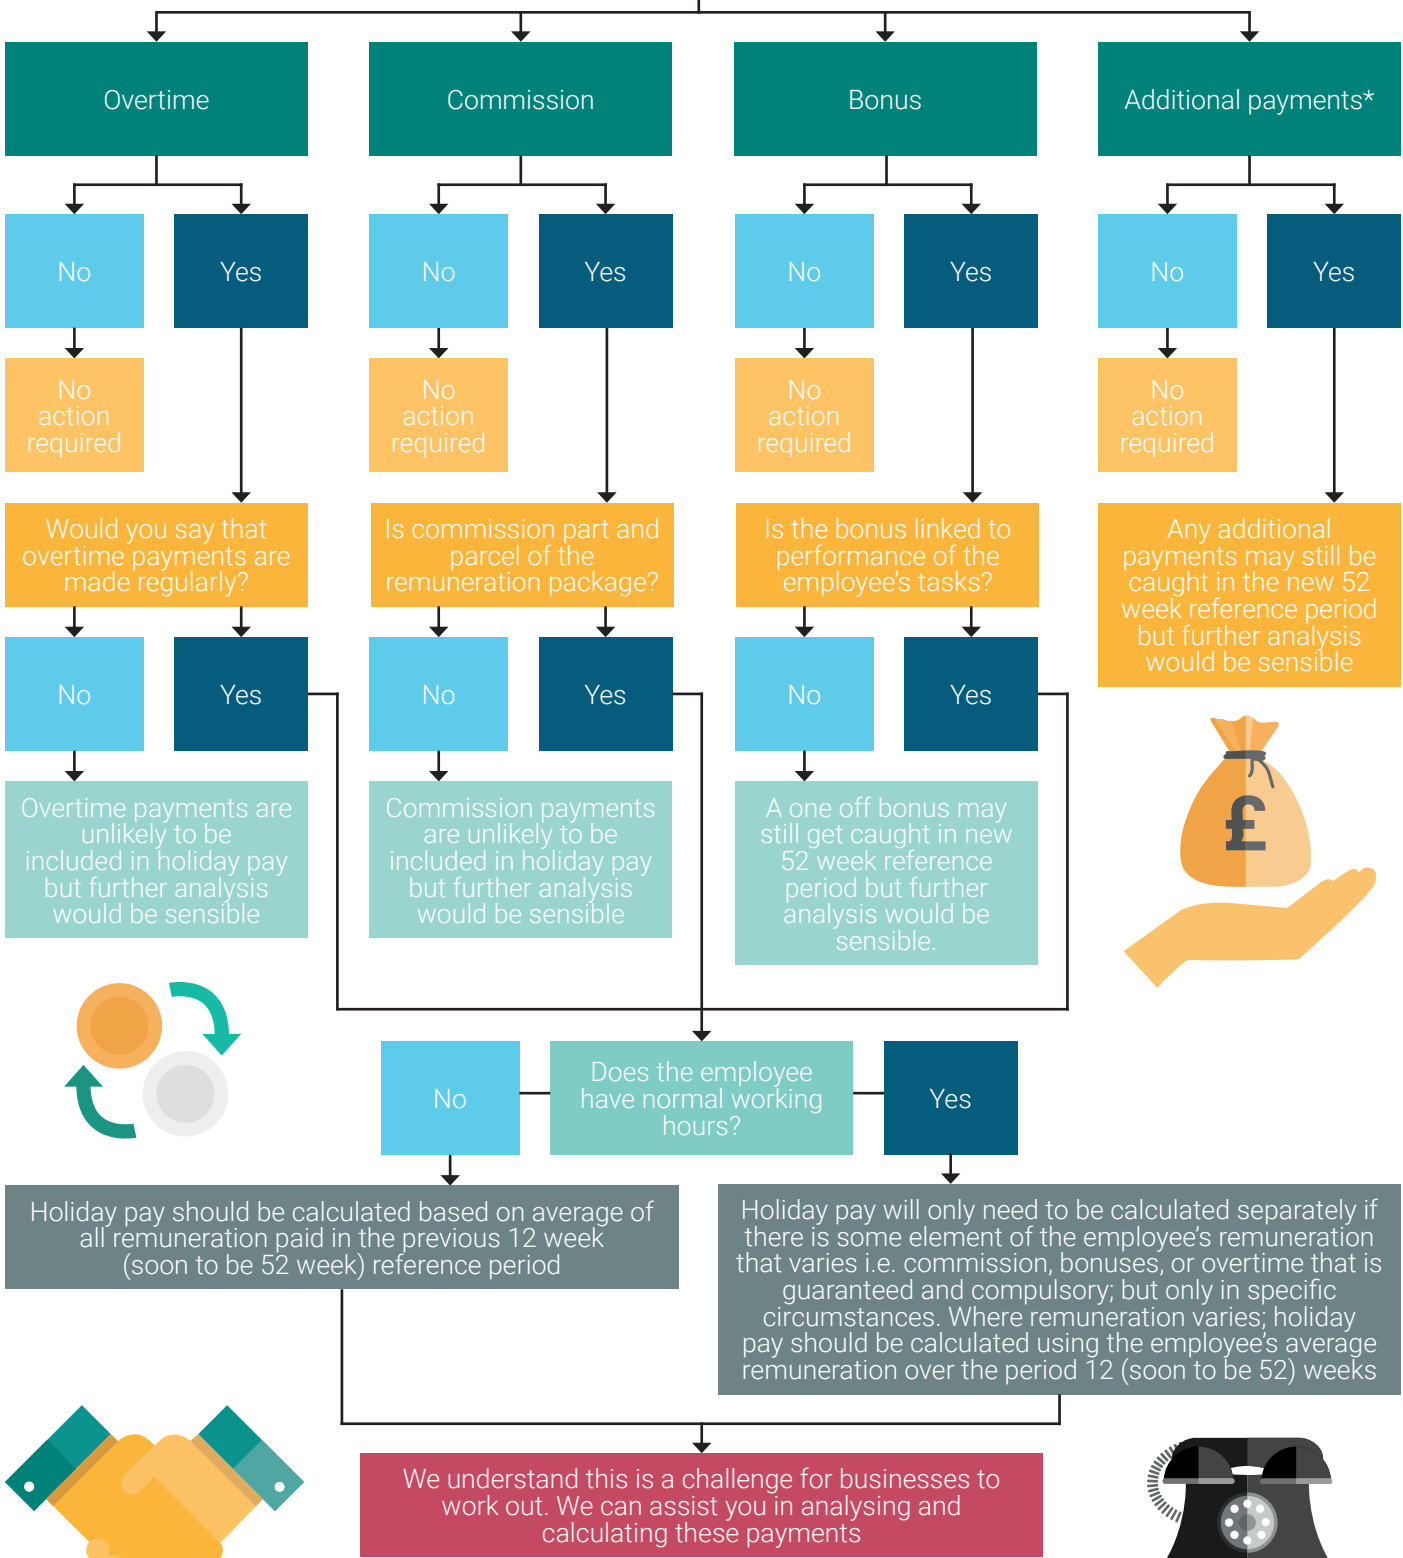 Overtime
Commission
Bonus
Additional payments*
No
Yes
No
Yes
No
Yes
No
Yes
No
action
required
No
action
required
No
action
required
No
action
required
Would you say that
overtime payments are
made regularly?
Is commission part and
parcel of the
remuneration package?
Is the bonus linked to
performance of the
employee's tasks?
Any additional
payments may still be
caught in the new 52
week reference period
but further analysis
would be sensible
No
Yes
No
Yes
No
Yes
Overtime payments are
unlikely to be
included in holiday pay
but further analysis
would be sensible
Commission payments
are unlikely to be
included in holiday pay
but further analysis
would be sensible
A one off bonus may
still get caught in new
52 week reference
period but further
analysis would be
sensible.
£
No
Does the employee
have normal working
hours?
Yes
Holiday pay should be calculated based on average of
all remuneration paid in the previous 12 week
(soon to be 52 week) reference period
Holiday pay will only need to be calculated separately if
there is some element of the employee's remuneration
that varies i.e. commission, bonuses, or overtime that is
guaranteed and compulsory; but only in specific
circumstances. Where remuneration varies; holiday
pay should be calculated using the employee's average
remuneration over the period 12 (soon to be 52) weeks
We understand this is a challenge for businesses to
work out. We can assist you in analysing and
calculating these payments